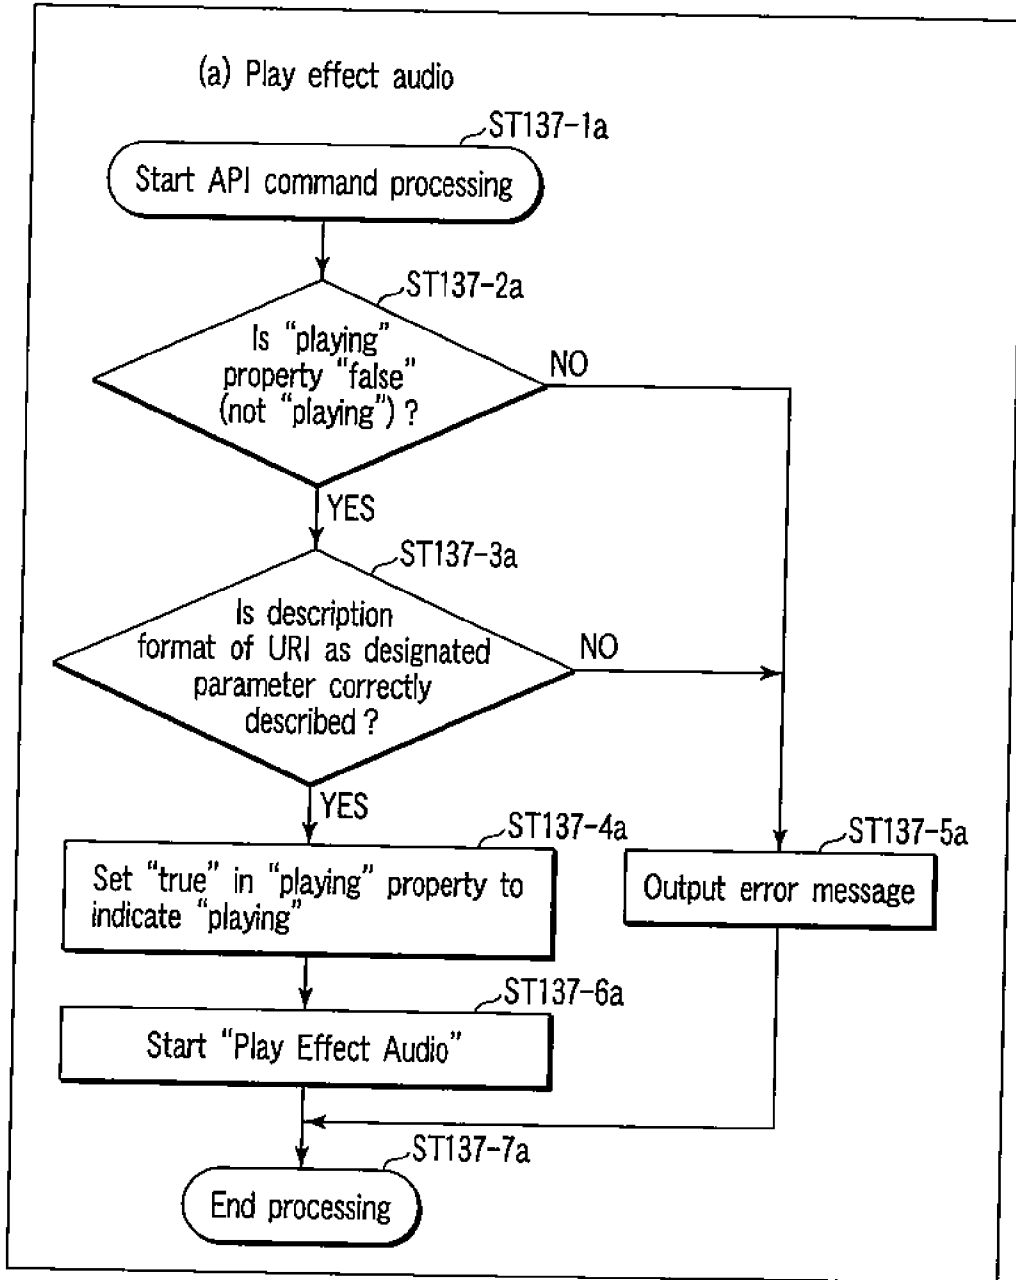 (a) Play effect audio
ST137-1a
Start API command processing
ST137-2a
Is “playing”
property “false”
(not “playing”) ?
NO
YES
ST137-3a
Is description
format of URI as designated
parameter correctly
described ?
NO
YES
ST137-4a
Set “true” in “playing” property to
indicate “playing”
ST137-5a
Output error message
ST137-6a
Start “Play Effect Audio”
ST137-7a
End processing